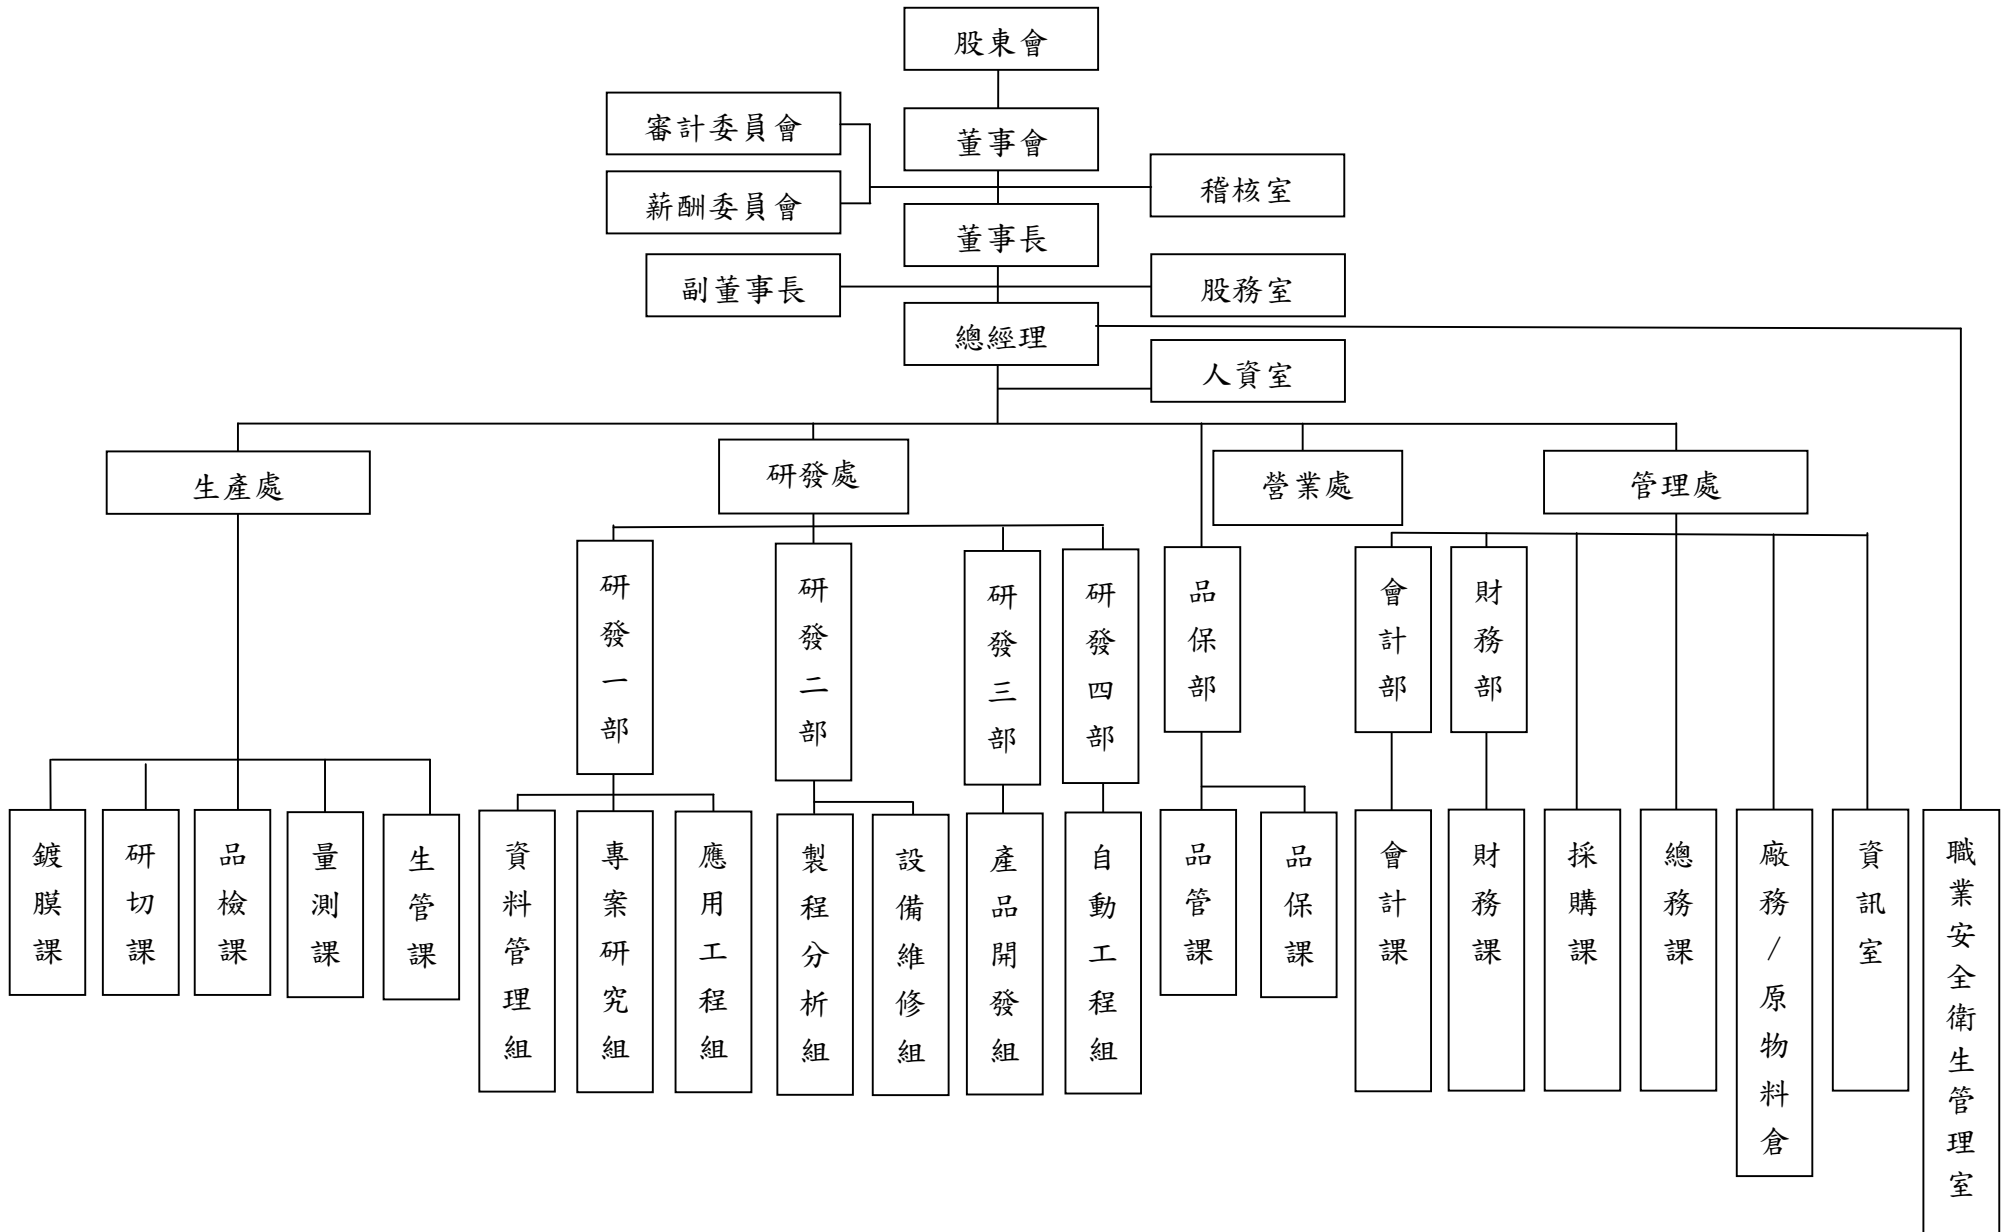 股東會
審計委員會
董事會
稽核室
薪酬委員會
董事長
副董事長
股務室
總經理
人資室
生產處
研發處
營業處
管理處
研發一部
研發二部
研發三部
研發四部
品保部
會計部
財務部
鍍膜課
研切課
品檢課
量測課
生管課
資料管理組
專案研究組
應用工程組
製程分析組
設備維修組
產品開發組
自動工程組
品管課
品保課
會計課
財務課
採購課
總務課
廠務/原物料倉
資訊室
職業安全衛生管理室